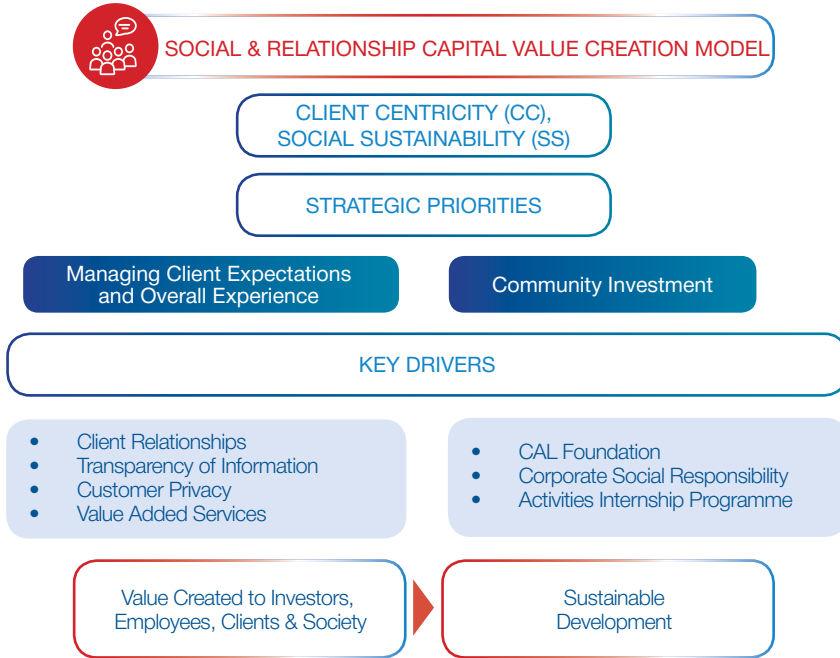 SOCIAL & RELATIONSHIP CAPITAL VALUE CREATION MODEL
CLIENT CENTRICITY (CC),
SOCIAL SUSTAINABILITY (SS)
STRATEGIC PRIORITIES
Managing Client Expectations
and Overall Experience
Community Investment
KEY DRIVERS
• Client Relationships
• Transparency of Information
• Customer Privacy
• Value Added Services
• CAL Foundation
• Corporate Social Responsibility
• Activities Internship Programme
Value Created to Investors,
Employees, Clients & Society
Sustainable
Development